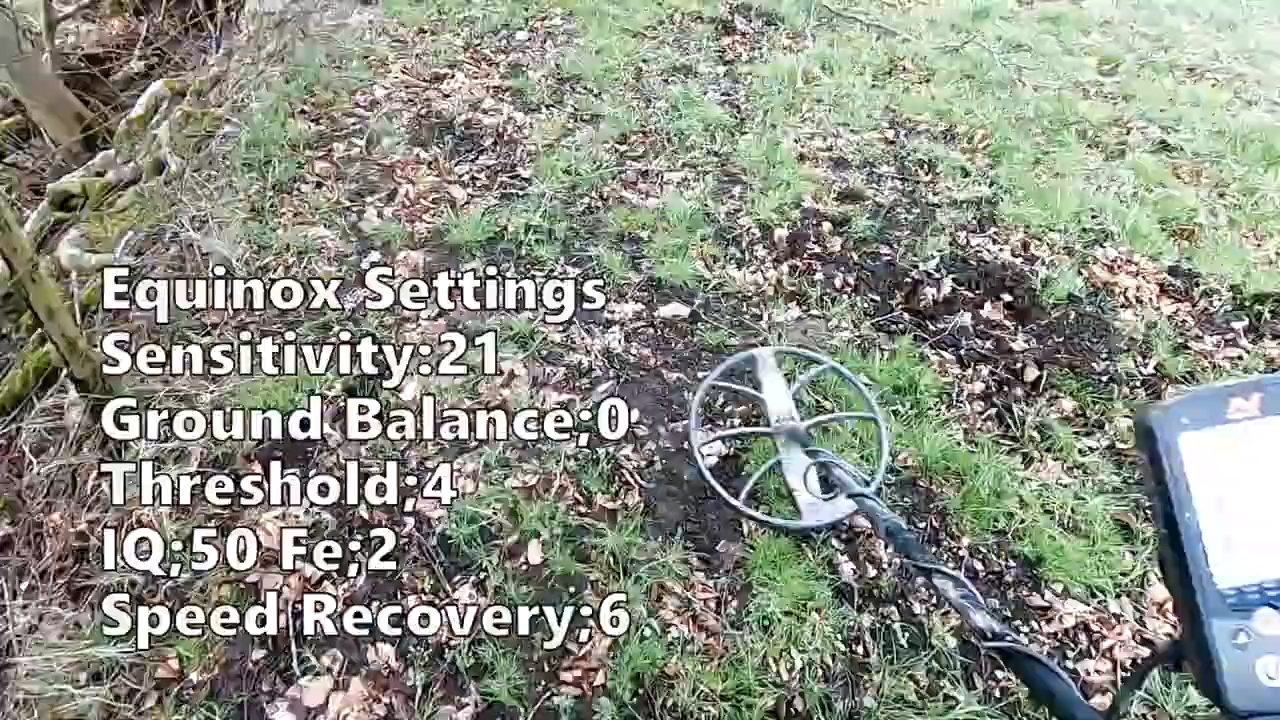 Equinox Settings
Sensitivity:21
Ground Balance;0
Threshold;4
IQ;50 Fe;2
Speed Recovery;6